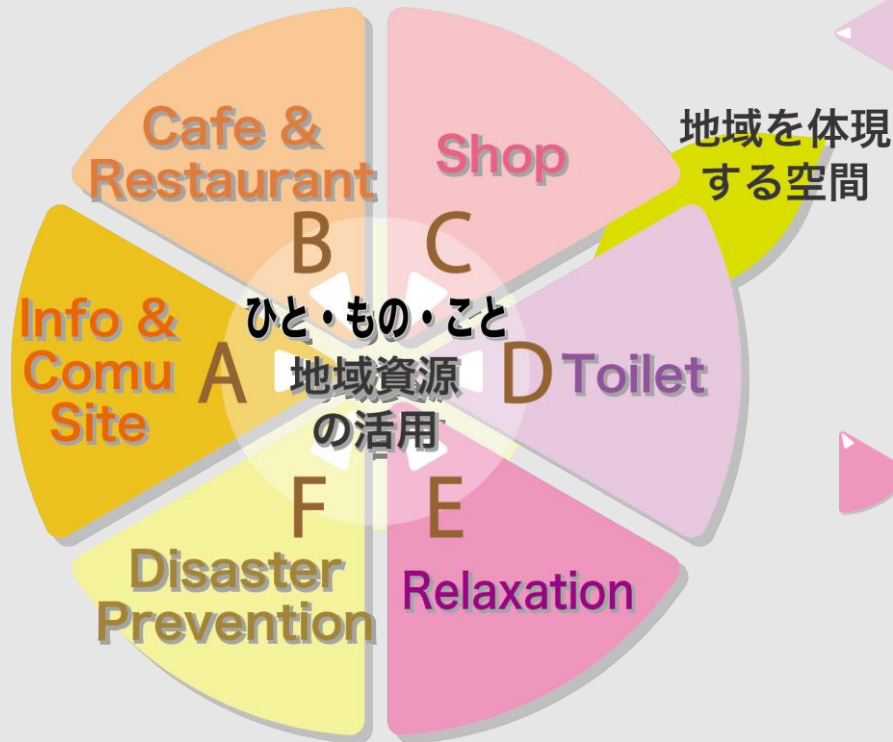 Cafe &
Restaurant
Shop
地域を体現
する空間
B
C
ひと・もの・こと
地域資源
の活用
Info &
Comu
Site
A
D
Toilet
F
E
Disaster
Prevention
Relaxation